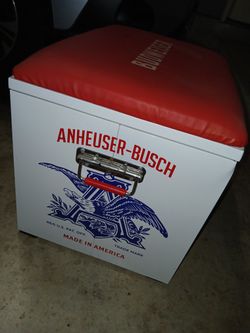 BUDWEISER
ANHEUSER-BUSCH
REG U.S. PAT. OFF. TRADE MARK
MADE IN AMERICA